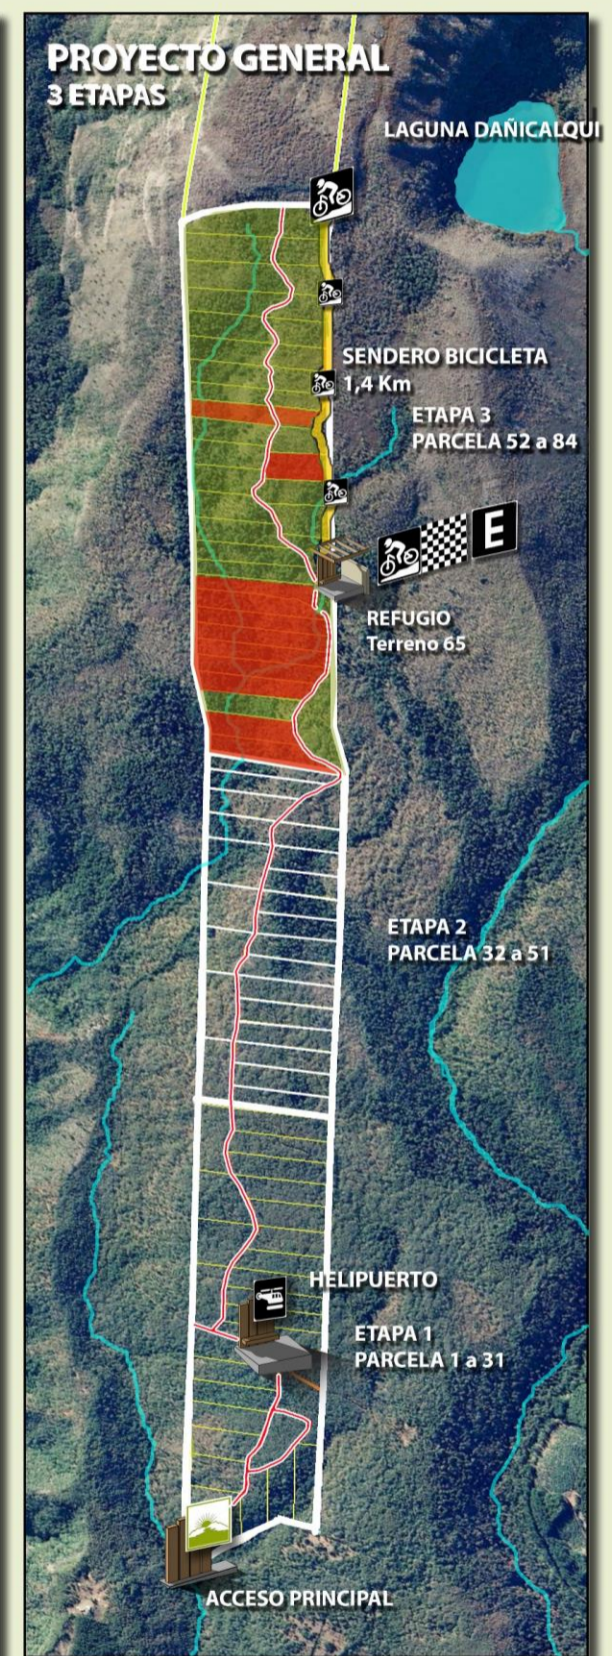 PROYECTO GENERAL
3 ETAPAS
LAGUNA DAÑICALQUI
SENDERO BICICLETA
1,4 Km
ETAPA 3
PARCELA 52 a 84
E
REFUGIO
Terreno 65
ETAPA 2
PARCELA 32 a 51
HELIPUERTO
ETAPA 1
PARCELA 1 a 31
ACCESO PRINCIPAL